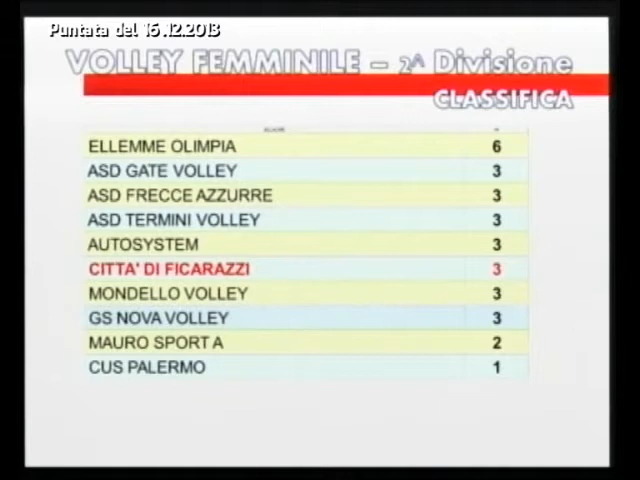 Puntata del 16.12.2013
VOLLEY FEMMINILE – 2^ Divisione
CLASSIFICA
ELLEMME OLIMPIA 6
ASD GATE VOLLEY 3
ASD FRECCE AZZURRE 3
ASD TERMINI VOLLEY 3
AUTOSYSTEM 3
CITTA' DI FICARAZZI 3
MONDELLO VOLLEY 3
GS NOVA VOLLEY 3
MAURO SPORT A 2
CUS PALERMO 1